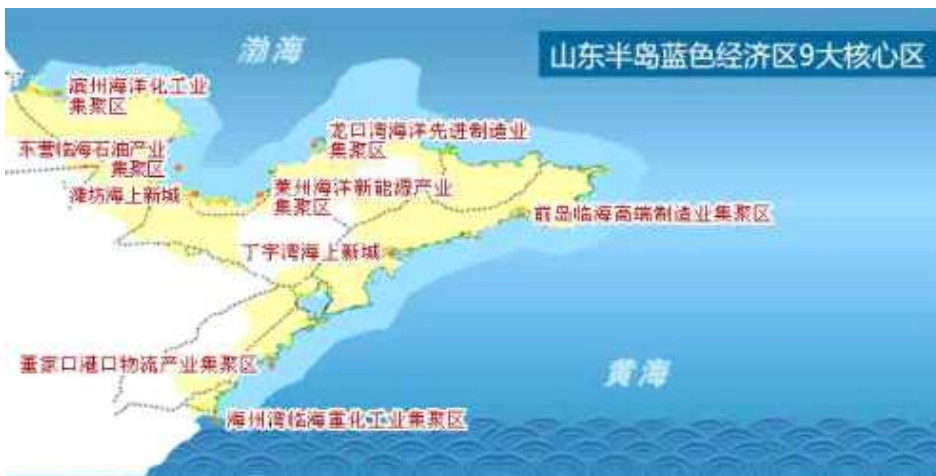 渤海
山东半岛蓝色经济区9大核心区
滨州海洋化工业
集聚区
龙口湾海洋先进制造业
集聚区
东营临海石油产业
集聚区
潍坊海上新城
莱州海洋新能源产业
集聚区
前岛临海高端制造业集聚区
丁字湾海上新城
董家口港口物流产业集聚区
黄海
海州湾临海重化工业集聚区